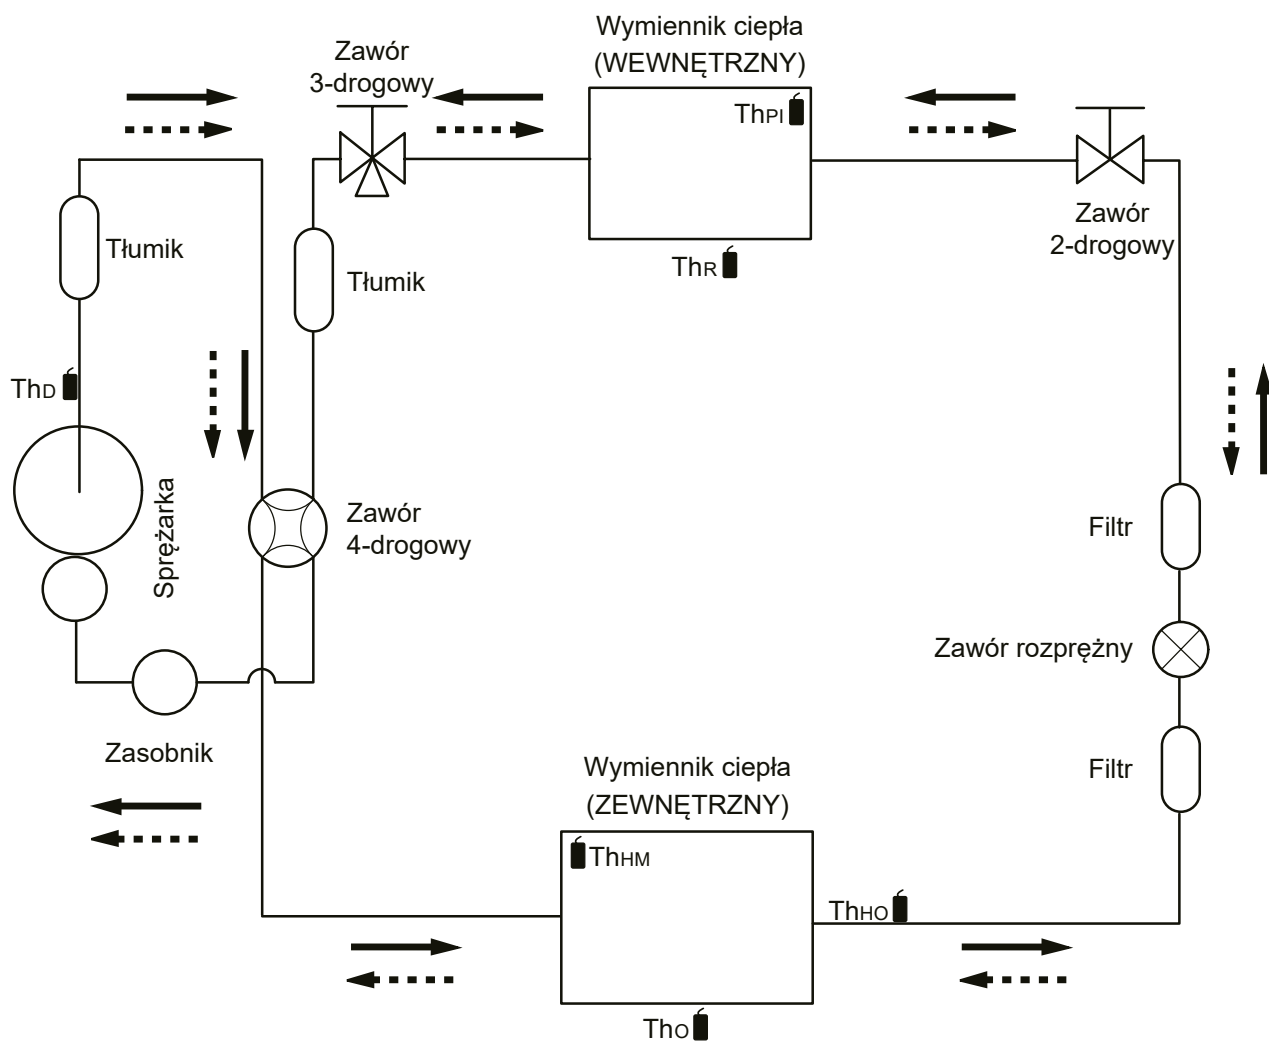 Wymiennik ciepła
(WEWNĘTRZNY)
Zawór
3-drogowy
ThPI
ThR
Zawór
2-drogowy
Tłumik
Tłumik
ThD
Sprężarka
Zawór
4-drogowy
Filtr
Zawór rozprężny
Filtr
Zasobnik
Wymiennik ciepła
(ZEWNĘTRZNY)
ThHM
ThHO
ThO